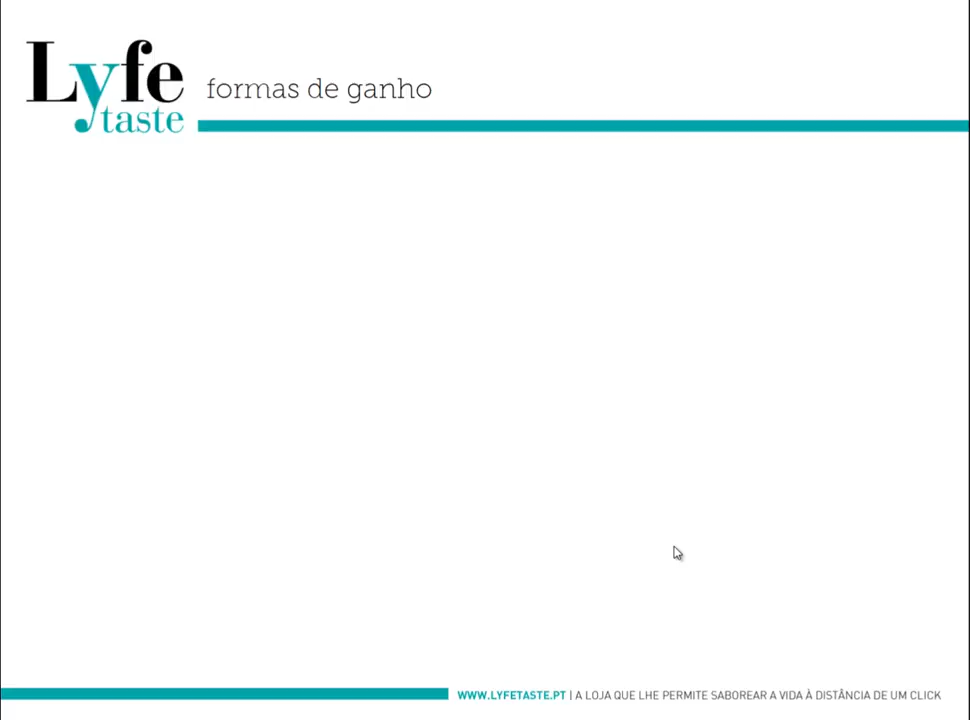 Lyfe
taste
formas de ganho
WWW.LYFETASTE.PT | A LOJA QUE LHE PERMITE SABOREAR A VIDA À DISTÂNCIA DE UM CLICK